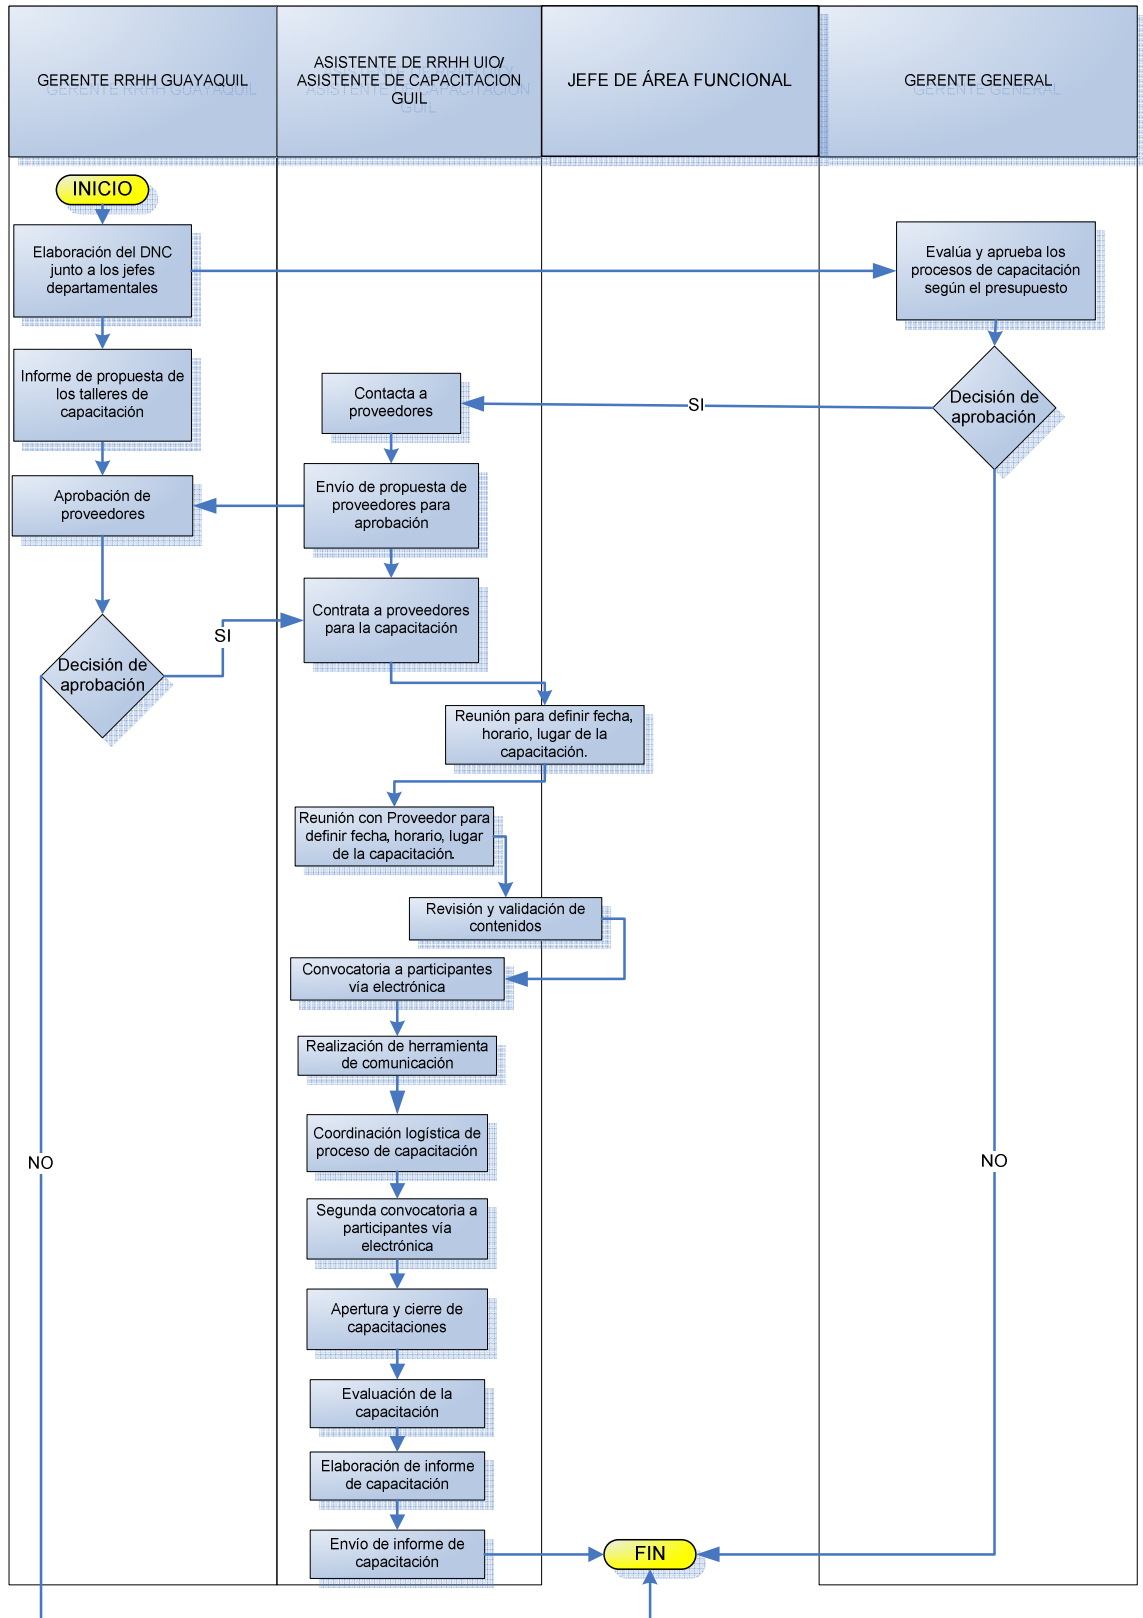 GERENTE RRHH GUAYAQUIL
ASISTENTE DE RRHH UIO/
ASISTENTE DE CAPACITACION
GUIL
JEFE DE ÁREA FUNCIONAL
GERENTE GENERAL
INICIO
Elaboración del DNC
junto a los jefes
departamentales
Evalúa y aprueba los
procesos de capacitación
según el presupuesto
Informe de propuesta de
los talleres de
capacitación
Contacta a
proveedores
SI
Decisión de
aprobación
Aprobación de
proveedores
Envío de propuesta de
proveedores para
aprobación
Contrata a proveedores
para la capacitación
SI
Decisión de
aprobación
Reunión para definir fecha,
horario, lugar de la
capacitación.
Reunión con Proveedor para
definir fecha, horario, lugar
de la capacitación.
Revisión y validación de
contenidos
Convocatoria a participantes
vía electrónica
Realización de herramienta
de comunicación
Coordinación logística de
proceso de capacitación
NO
NO
Segunda convocatoria a
participantes vía
electrónica
Apertura y cierre de
capacitaciones
Evaluación de la
capacitación
Elaboración de informe
de capacitación
Envío de informe de
capacitación
FIN